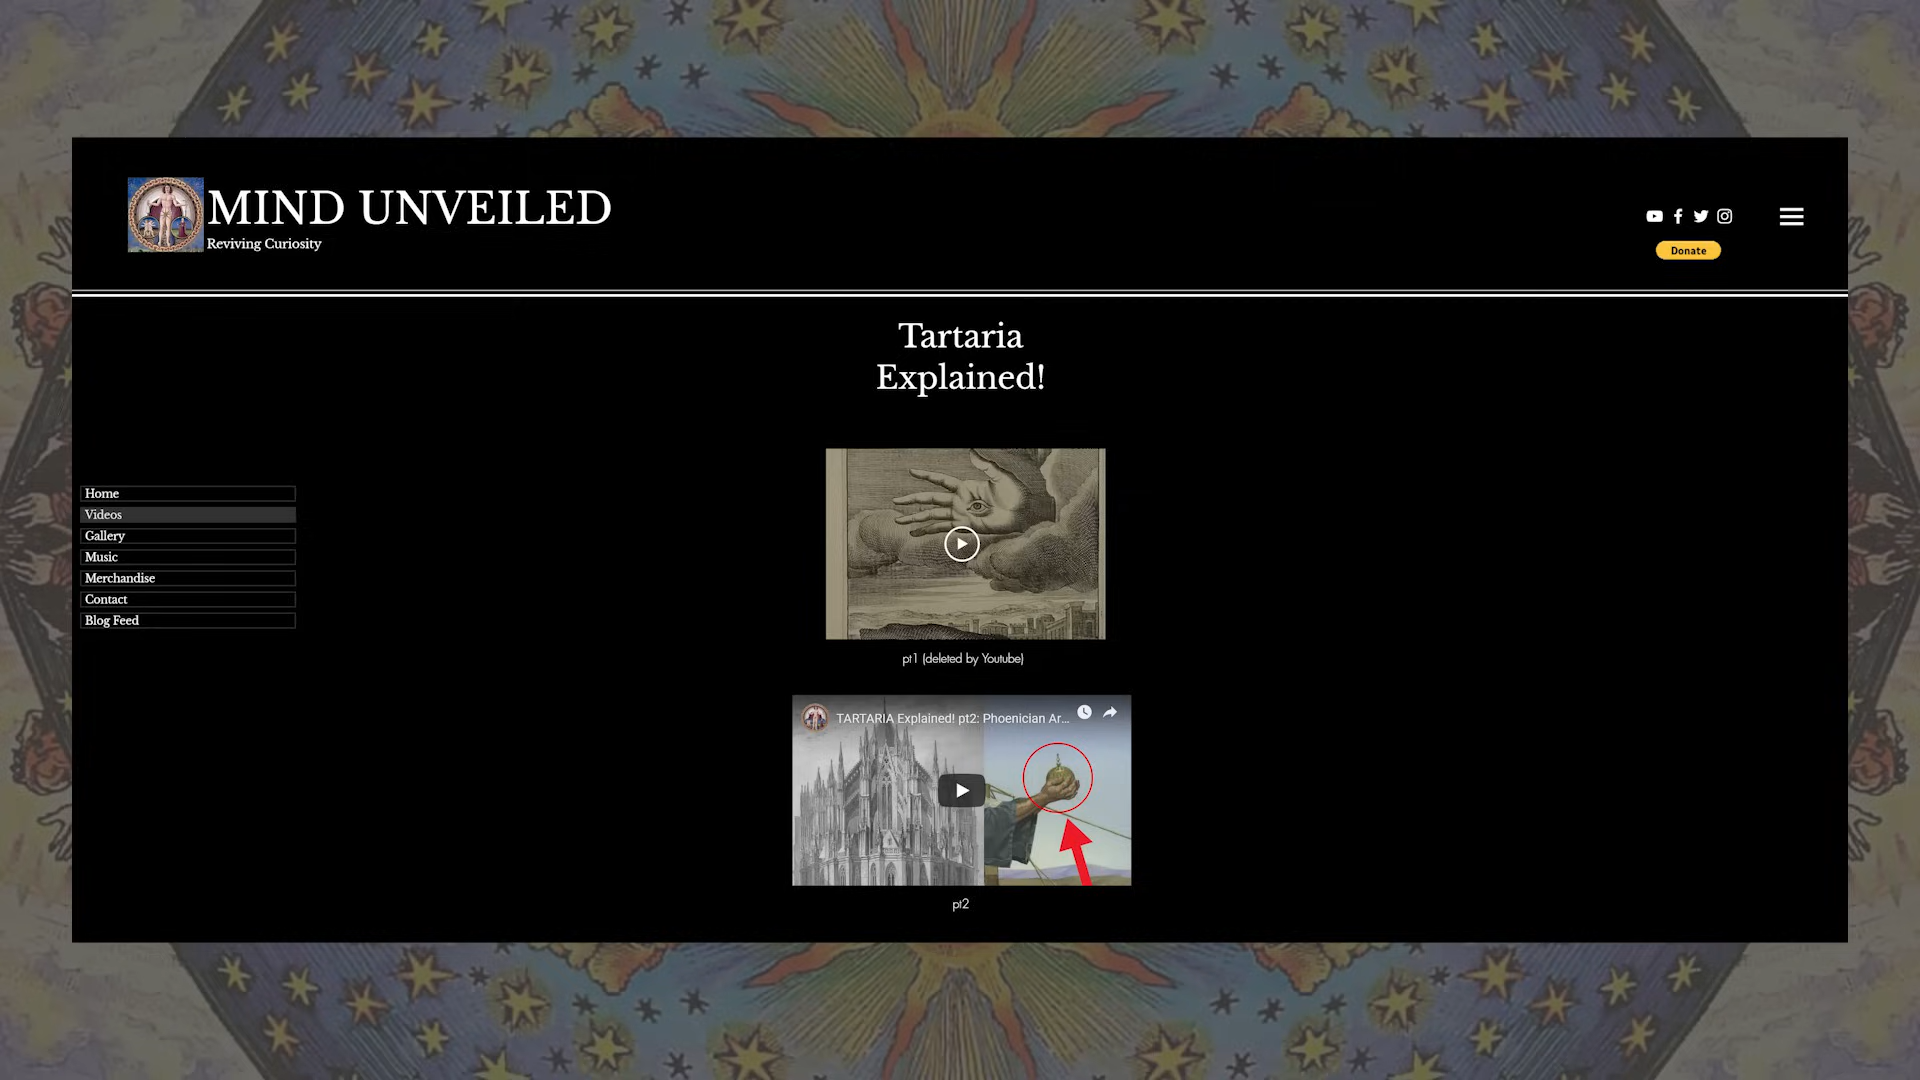 MIND UNVEILED
Reviving Curiosity
Donate
Tartaria
Explained!
Home
Videos
Gallery
Music
Merchandise
Contact
Blog Feed
pt1 (deleted by Youtube)
TARTARIA Explained! pt2: Phoenician Ar...
pt2